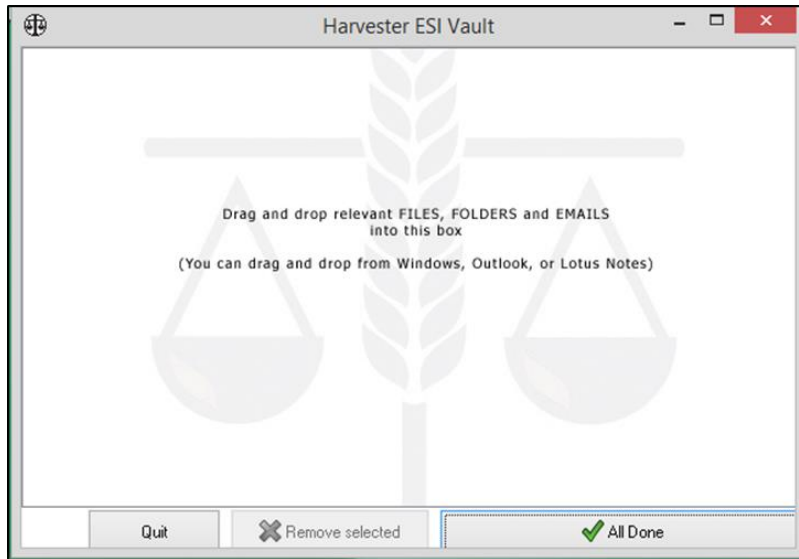 Harvester ESI Vault
Drag and drop relevant FILES, FOLDERS and EMAILS
into this box
(You can drag and drop from Windows, Outlook, or Lotus Notes)
Quit
Remove selected
All Done